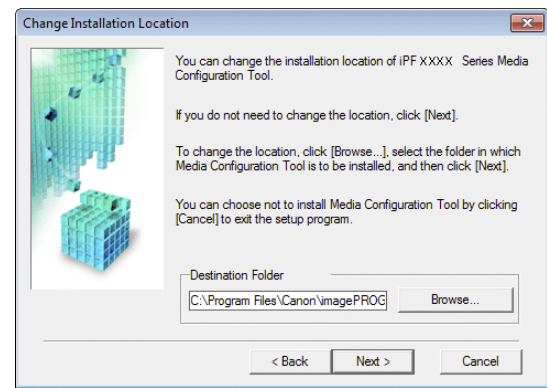 Change Installation Location
You can change the installation location of iPF XXXX Series Media
Configuration Tool.
If you do not need to change the location, click [Next].
To change the location, click [Browse...], select the folder in which
Media Configuration Tool is to be installed, and then click [Next].
You can choose not to install Media Configuration Tool by clicking
[Cancel] to exit the setup program.
Destination Folder
C:\Program Files\Canon\imagePROG
Browse...
< Back
Next >
Cancel